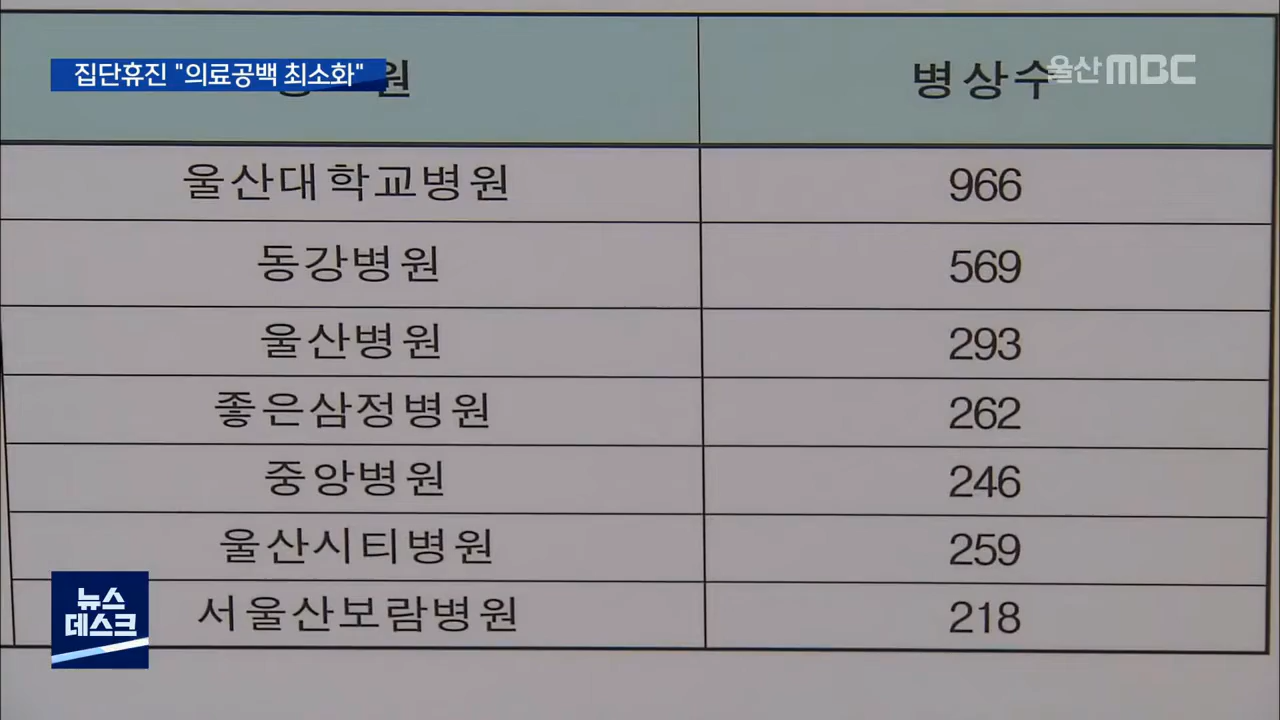 집단휴진 "의료공백 최소화"
울산MBC
원 병상수
울산대학교병원 966
동강병원 569
울산병원 293
좋은삼정병원 262
중앙병원 246
울산시티병원 259
서울산보람병원 218
뉴스
데스크